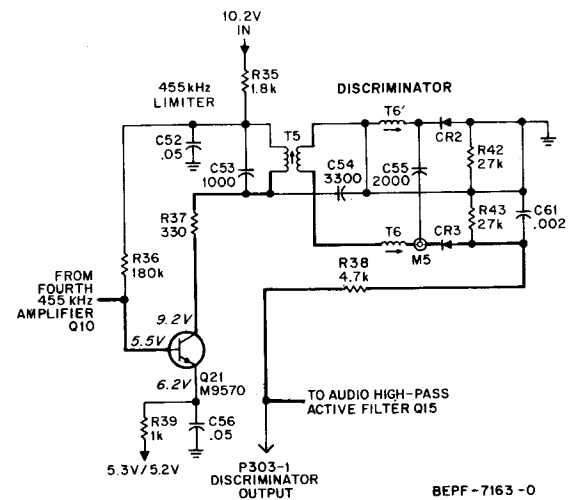 10.2V
IN
R35
1.8k
455kHz
LIMITER
DISCRIMINATOR
T6'
T5
CR2
C52
.05
C53
1000
C54
3300
C55
2000
R42
27k
R37
330
R43
27k
C61
.002
T6
CR3
M5
R36
180k
R38
4.7k
FROM
FOURTH
455 kHz
AMPLIFIER
Q10
9.2V
5.5V
6.2V
Q21
M9570
R39
1k
C56
.05
TO AUDIO HIGH-PASS
ACTIVE FILTER Q15
5.3V/5.2V
P303-1
DISCRIMINATOR
OUTPUT
BEPF-7163-O